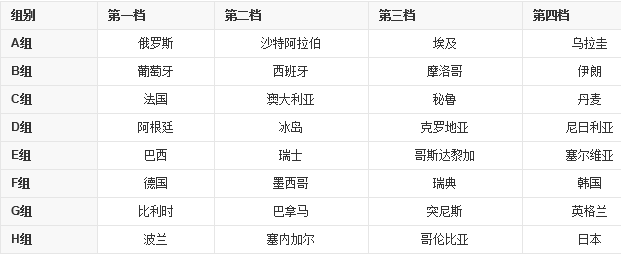 组别 第一档 第二档 第三档 第四档
A组 俄罗斯 沙特阿拉伯 埃及 乌拉圭
B组 葡萄牙 西班牙 摩洛哥 伊朗
C组 法国 澳大利亚 秘鲁 丹麦
D组 阿根廷 冰岛 克罗地亚 尼日利亚
E组 巴西 瑞士 哥斯达黎加 塞尔维亚
F组 德国 墨西哥 瑞典 韩国
G组 比利时 巴拿马 突尼斯 英格兰
H组 波兰 塞内加尔 哥伦比亚 日本